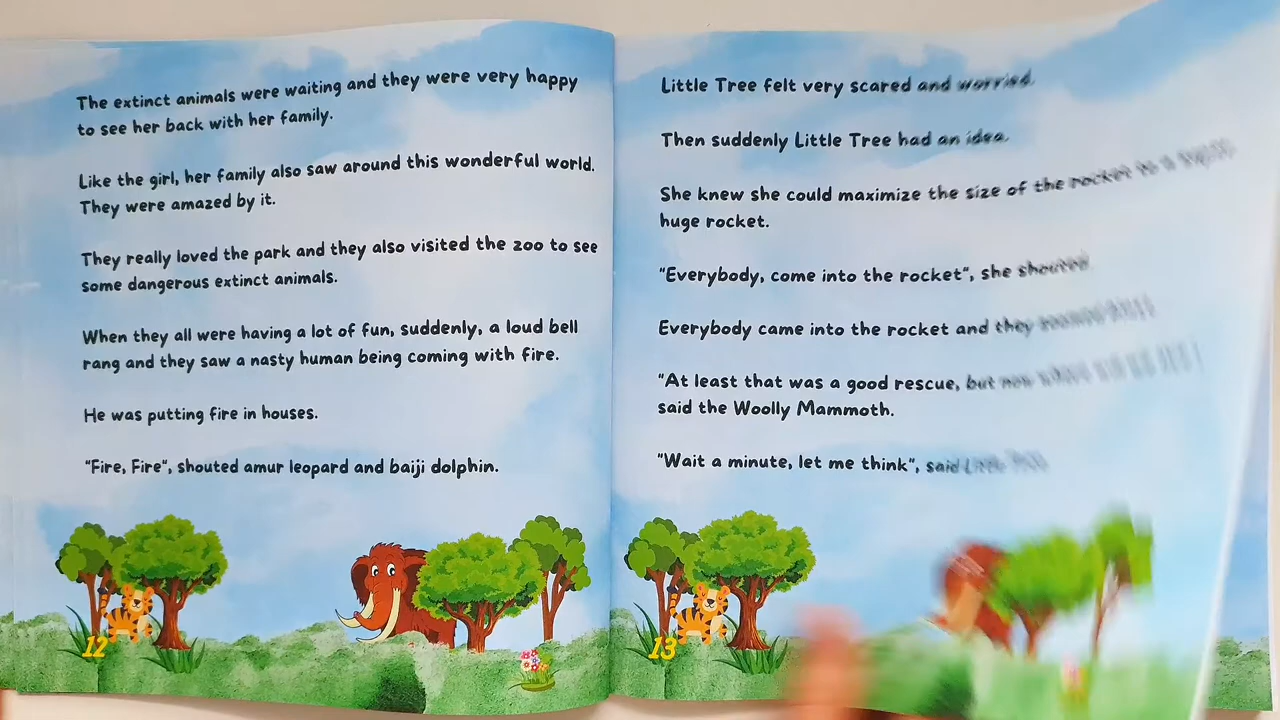 The extinct animals were waiting and they were very happy
to see her back with her family.
Like the girl, her family also saw around this wonderful world.
They were amazed by it.
They really loved the park and they also visited the zoo to see
some dangerous extinct animals.
When they all were having a lot of fun, suddenly, a loud bell
rang and they saw a nasty human being coming with fire.
He was putting fire in houses.
"Fire, Fire", shouted amur leopard and baiji dolphin.
12
Little Tree felt very scared and worried.
Then suddenly Little Tree had an idea.
She knew she could maximize the size of the rocket to a
huge rocket.
"Everybody, come into the rocket", she shouted.
Everybody came into the rocket and they
"At least that was a good rescue, but now
said the Woolly Mammoth.
"Wait a minute, let me think", said Little Tree.
13